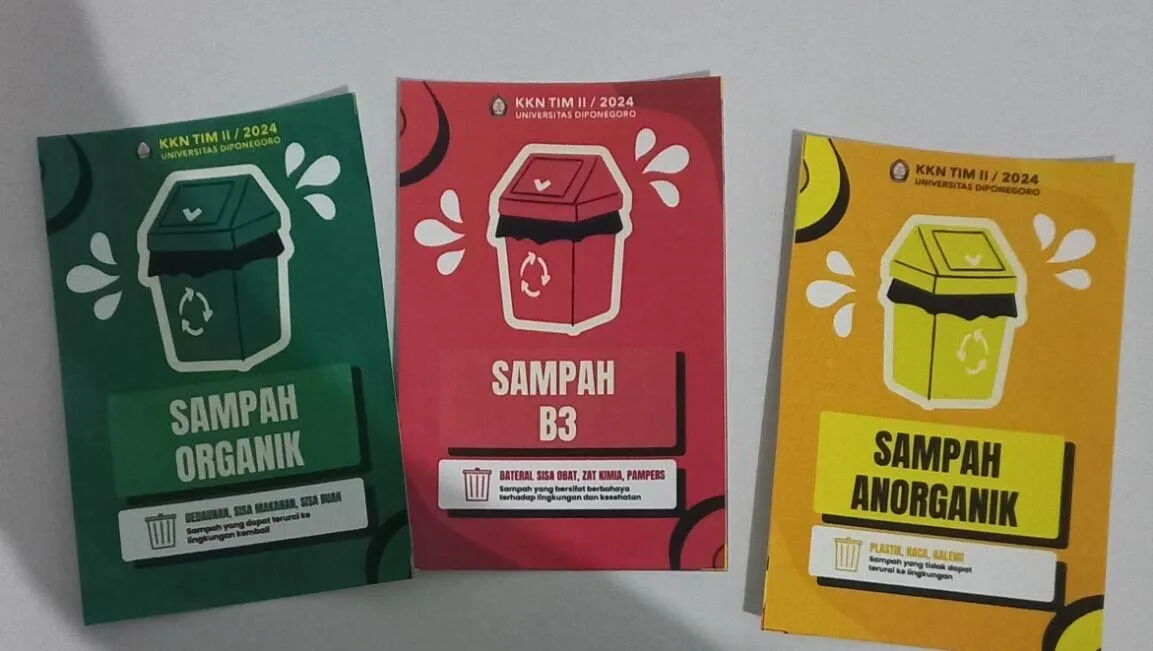 KKN TIM II / 2024
UNIVERSITAS DIPONEGORO
SAMPAH
ORGANIK
DEDAUNAN, SISA MAKANAN, SISA BUAH
Sampah yang dapat terurai ke
lingkungan kembali
KKN TIM II / 2024
UNIVERSITAS DIPONEGORO
SAMPAH
B3
BATERAI, SISA OBAT, ZAT KIMIA, PAMPERS
Sampah yang bersifat berbahaya
terhadap lingkungan dan kesehatan
KKN TIM II / 2024
UNIVERSITAS DIPONEGORO
SAMPAH
ANORGANIK
PLASTIK, KACA, KALENG
Sampah yang tidak dapat
terurai ke lingkungan